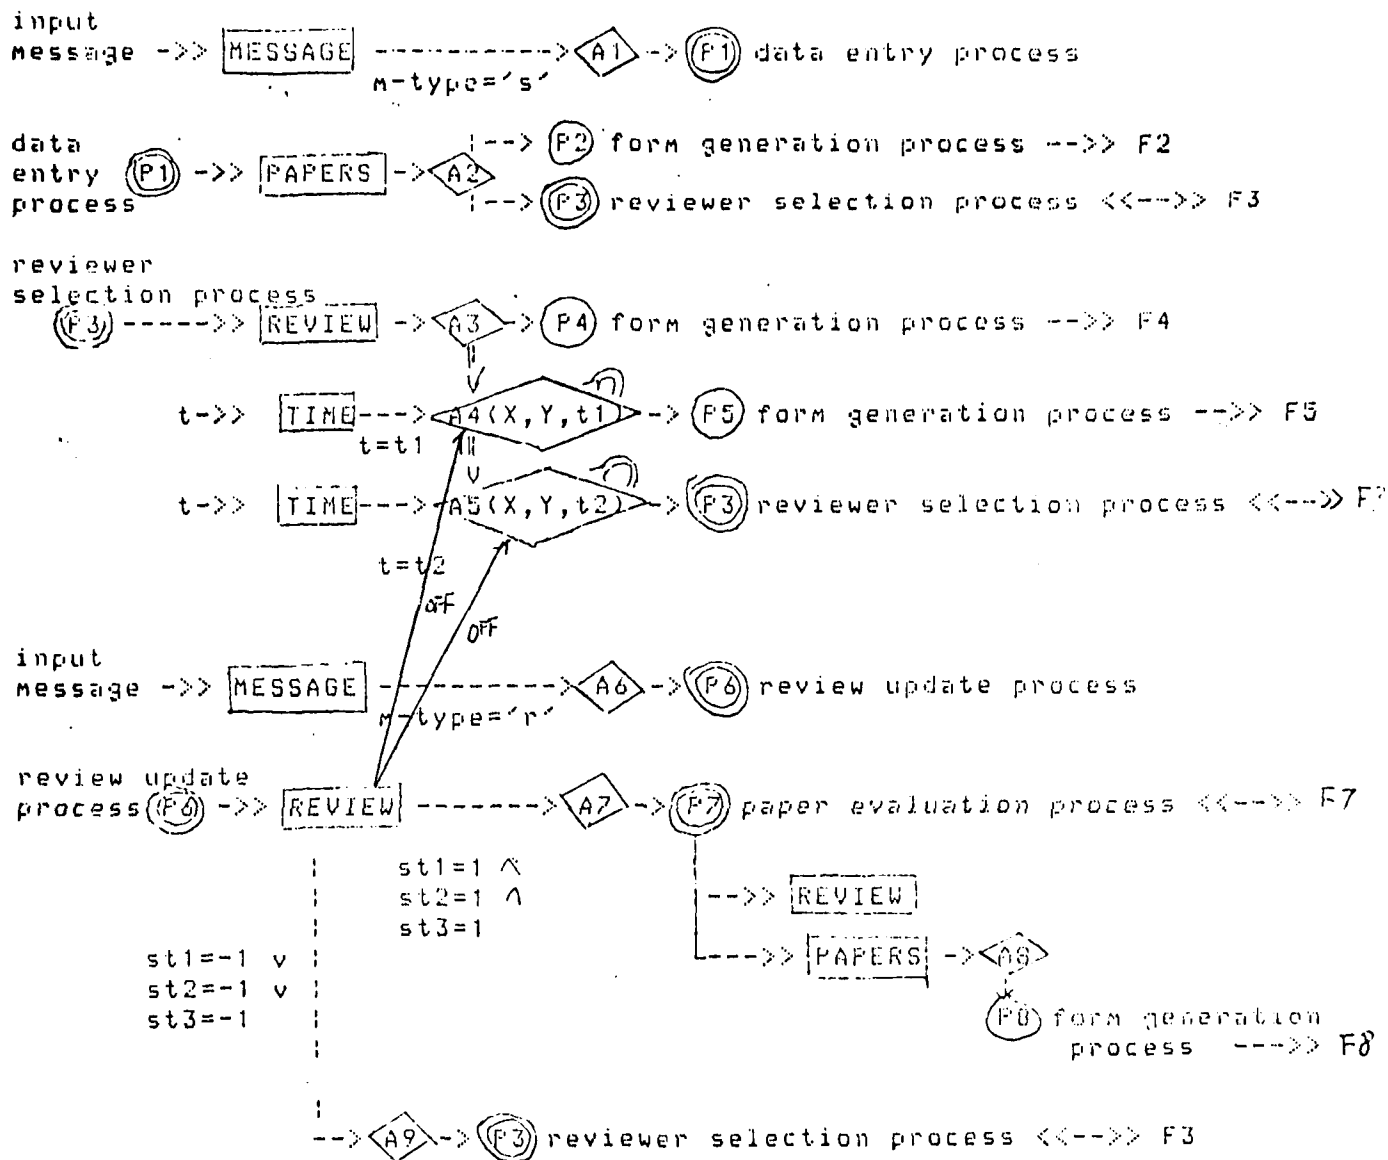 input
message ->> MESSAGE -----------> A1 -> P1 data entry process
m-type='s'
data
entry P1 ->> PAPERS -> A2
process
--> P2 form generation process -->> F2
--> P3 reviewer selection process <<-->> F3
reviewer
selection process
P3 ----->> REVIEW -> A3 -> P4 form generation process -->> F4
t->> TIME ---> A4(X,Y,t1) -> P5 form generation process -->> F5
n
t=t1
t->> TIME ---> A5(X,Y,t2) -> P3 reviewer selection process <<-->> F
n
t=t2
OFF
OFF
input
message ->> MESSAGE -----------> A6 -> P6 review update process
m-type='r'
review update
process P6 ->> REVIEW --------> A7 -> P7 paper evaluation process <<-->> F7
st1=1 ^
st2=1 ^
st3=1
-->> REVIEW
---->> PAPERS -> A8
st1=-1 v
st2=-1 v
st3=-1
P8 form generation
process --->> F8
--> A9 -> P3 reviewer selection process <<-->> F3